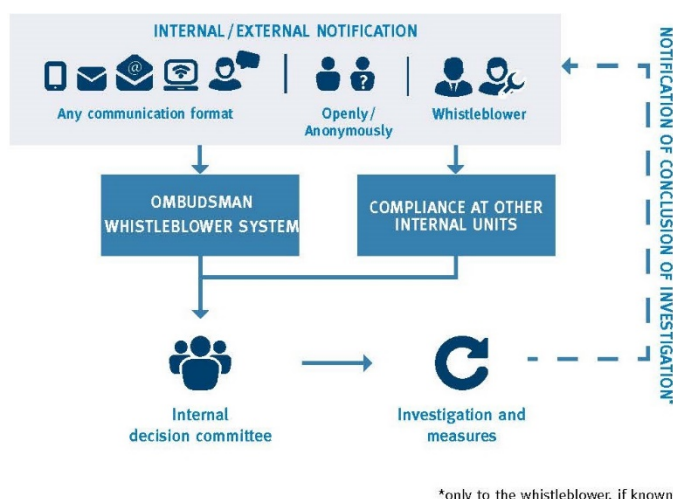 INTERNAL/EXTERNAL NOTIFICATION
@
?
Any communication format
Openly/
Anonymously
Whistleblower
OMBUDSMAN
WHISTLEBLOWER SYSTEM
COMPLIANCE AT OTHER
INTERNAL UNITS
Internal
decision committee
Investigation and
measures
NOTIFICATION OF CONCLUSION OF INVESTIGATION*
*only to the whistleblower, if known